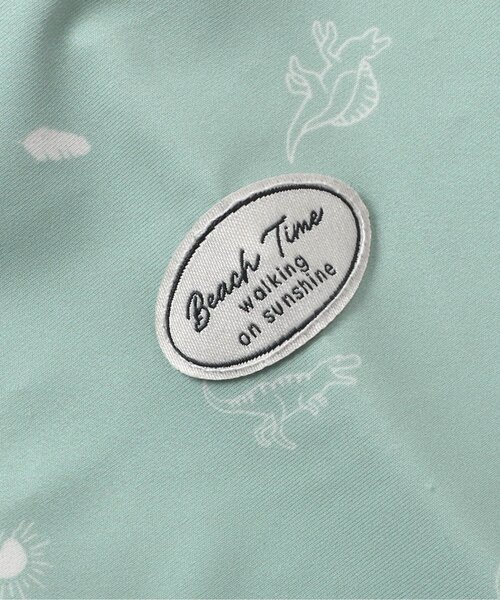 Beach Time
walking
on sunshine